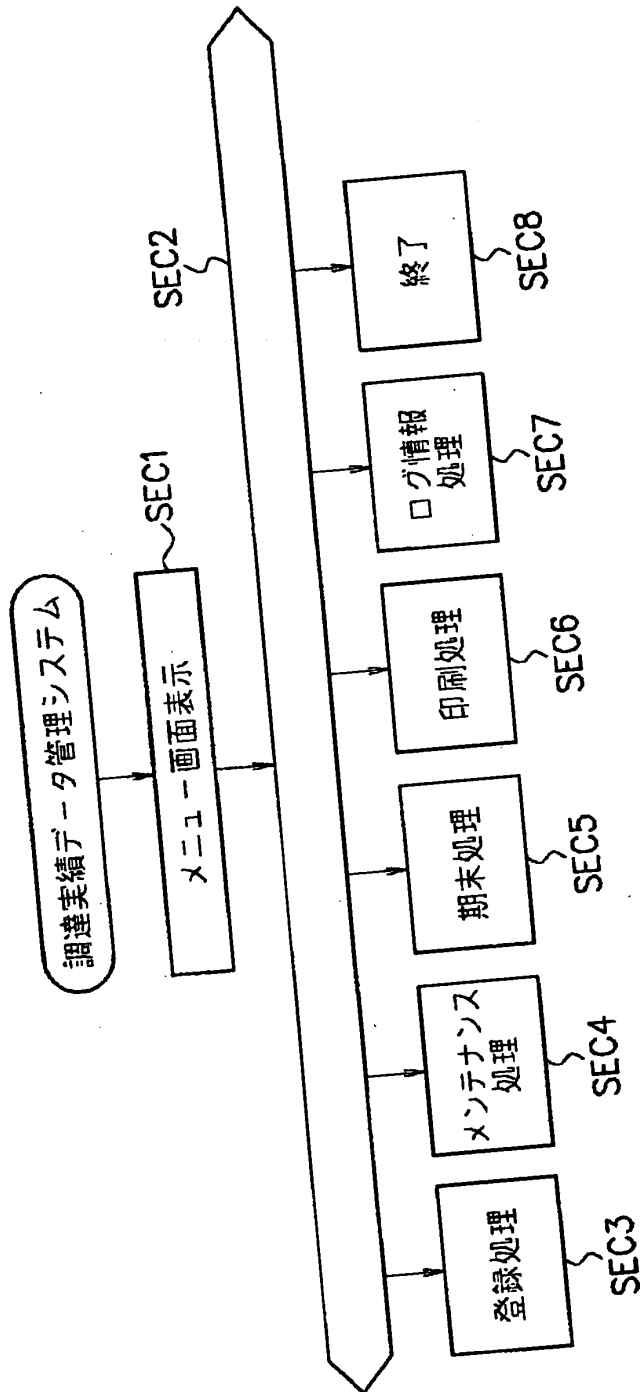 調達実績データ管理システム
メニュー画面表示
SEC1
SEC2
登録処理
SEC3
メンテナンス
処理
SEC4
期末処理
SEC5
印刷処理
SEC6
ログ情報
処理
SEC7
終了
SEC8